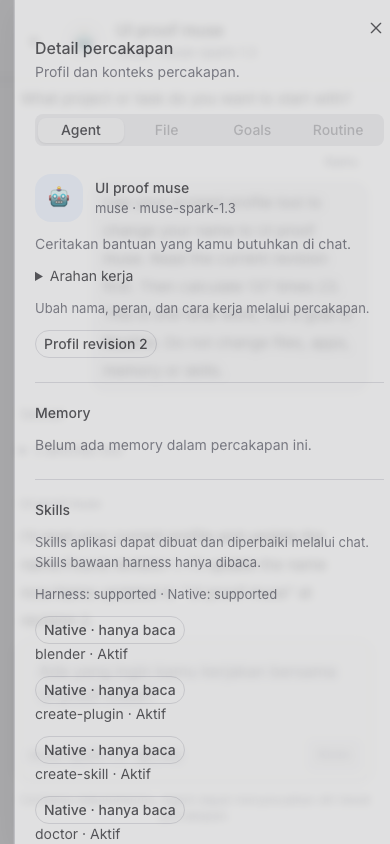 Detail percakapan
Profil dan konteks percakapan.
Agent File Goals Routine
UI proof muse
muse · muse-spark-1.3
Ceritakan bantuan yang kamu butuhkan di chat.
Arahan kerja
Ubah nama, peran, dan cara kerja melalui percakapan.
Profil revision 2
Memory
Belum ada memory dalam percakapan ini.
Skills
Skills aplikasi dapat dibuat dan diperbaiki melalui chat.
Skills bawaan harness hanya dibaca.
Harness: supported · Native: supported
Native · hanya baca
blender · Aktif
Native · hanya baca
create-plugin · Aktif
Native · hanya baca
create-skill · Aktif
Native · hanya baca
doctor · Aktif